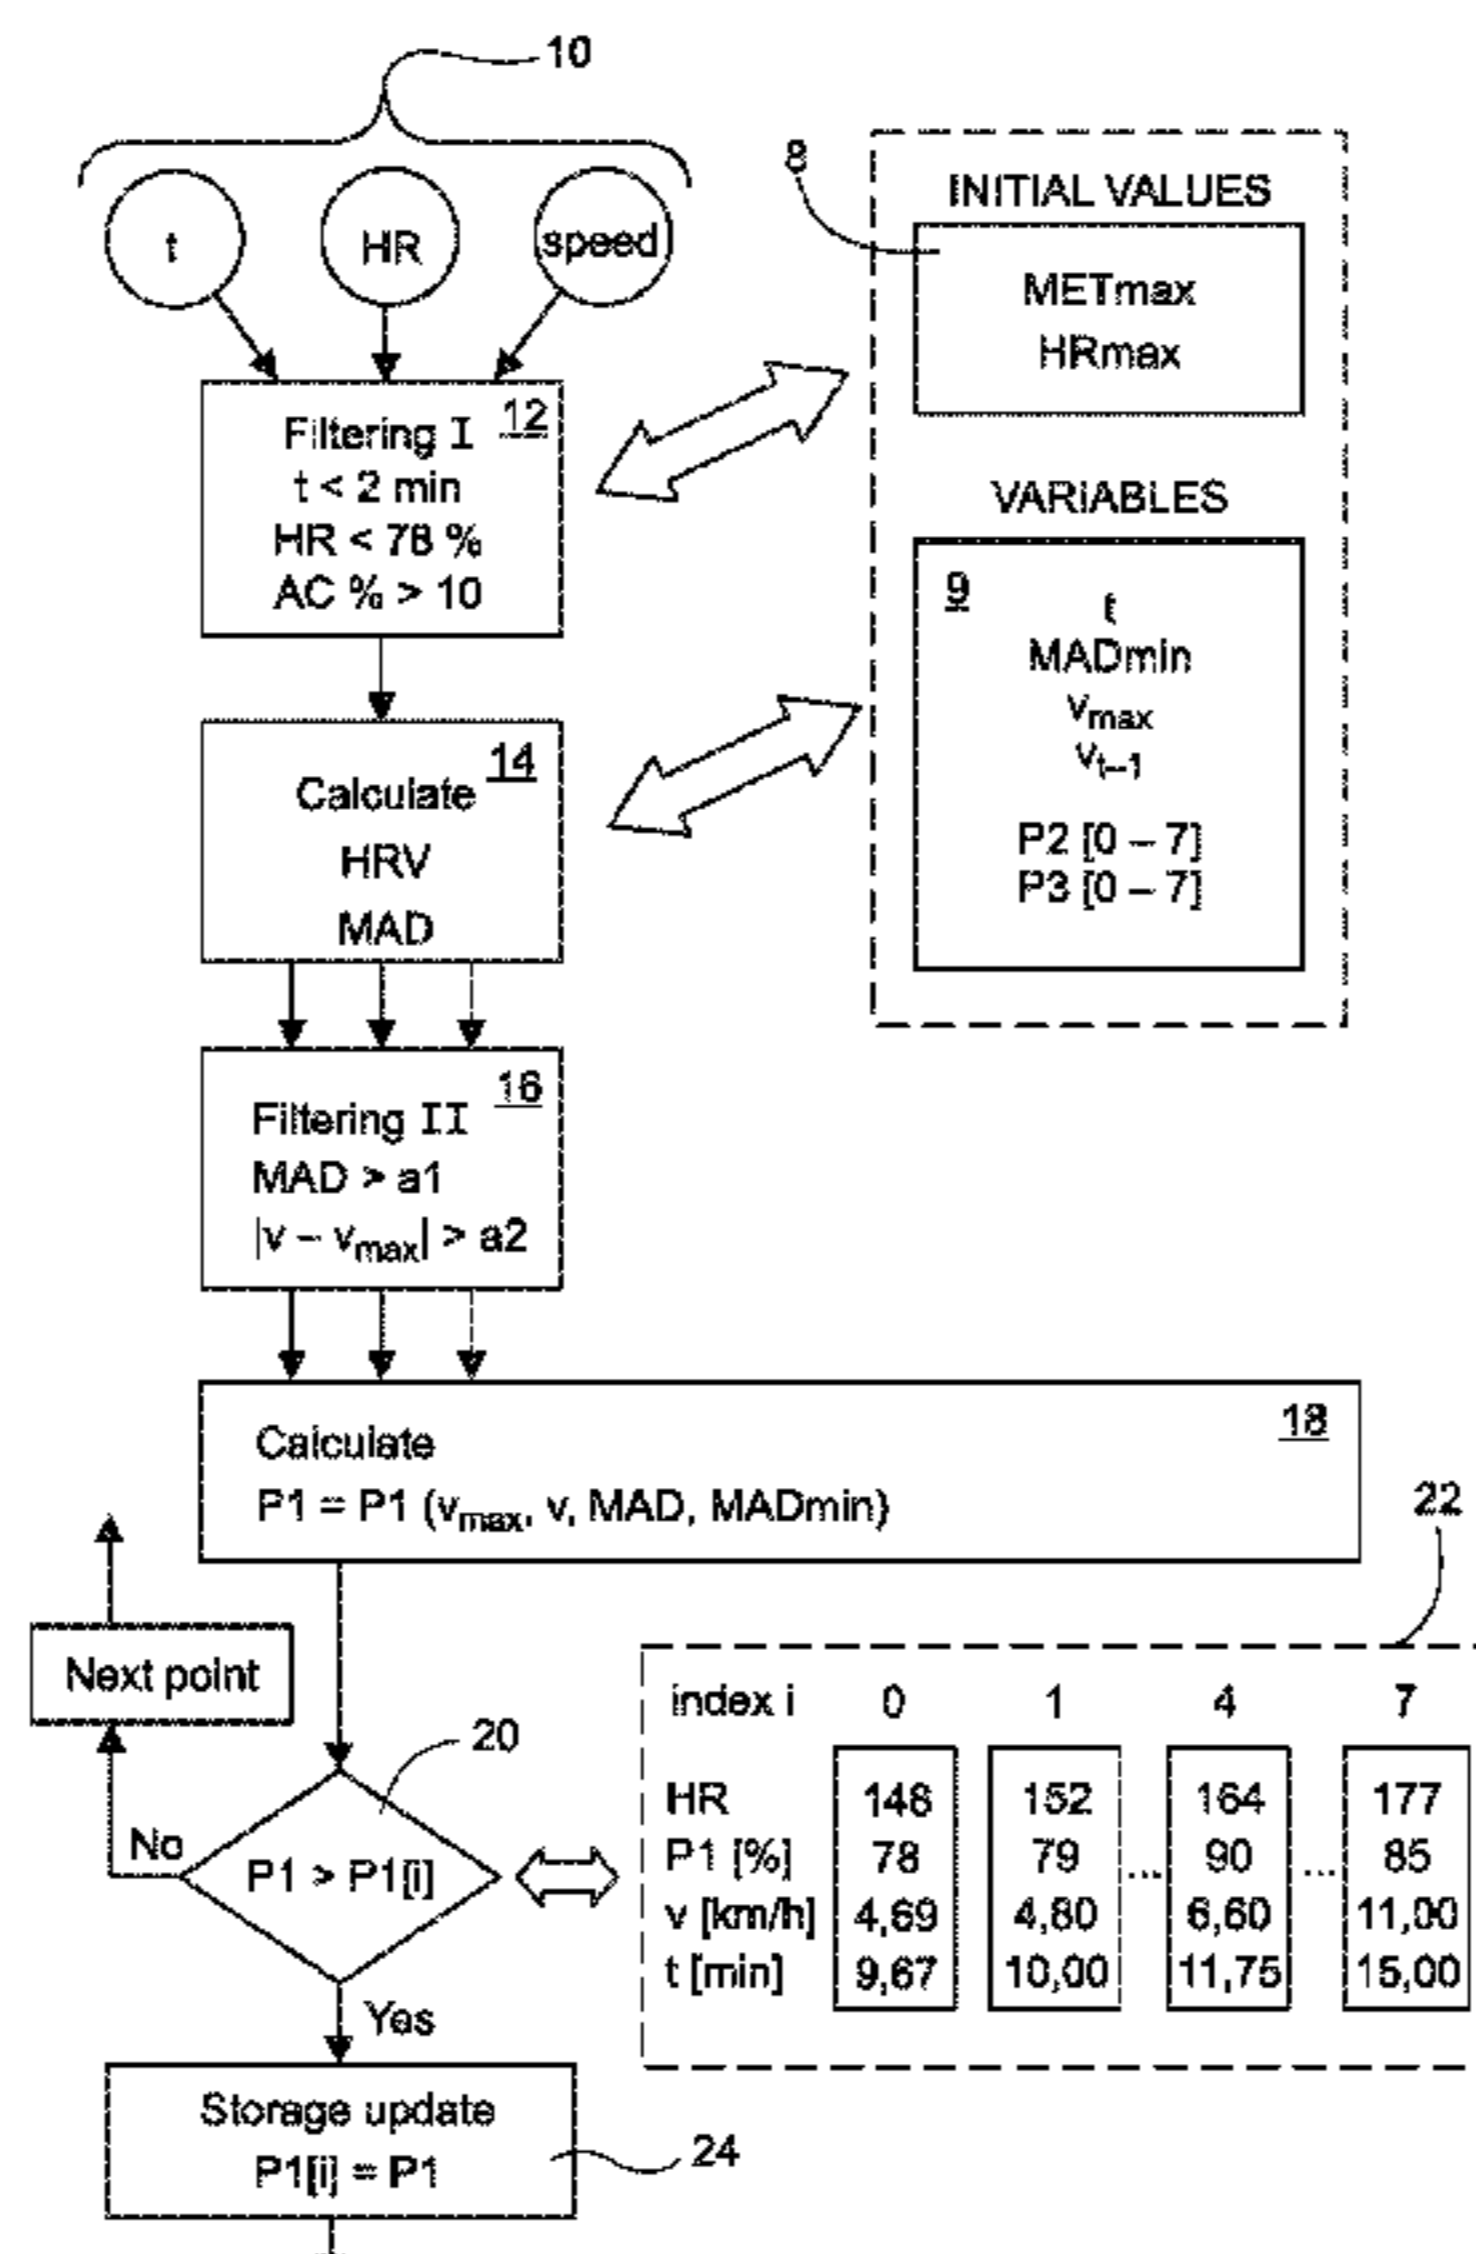 10
t
HR
speed
8
INITIAL VALUES
METmax
HRmax
12
Filtering I
t < 2 min
HR < 78 %
AC % > 10
VARIABLES
9
t
MADmin
vmax
vt–1
P2 [0 – 7]
P3 [0 – 7]
14
Calculate
HRV
MAD
16
Filtering II
MAD > a1
|v – vmax| > a2
18
Calculate
P1 = P1 (vmax, v, MAD, MADmin)
22
Next point
20
No
P1 > P1[i]
Yes
index i 0 1 4 7
HR 148 152 164 177
P1 [%] 78 79 ... 90 ... 85
v [km/h] 4,69 4,80 6,60 11,00
t [min] 9,67 10,00 11,75 15,00
Storage update
P1[i] = P1
24